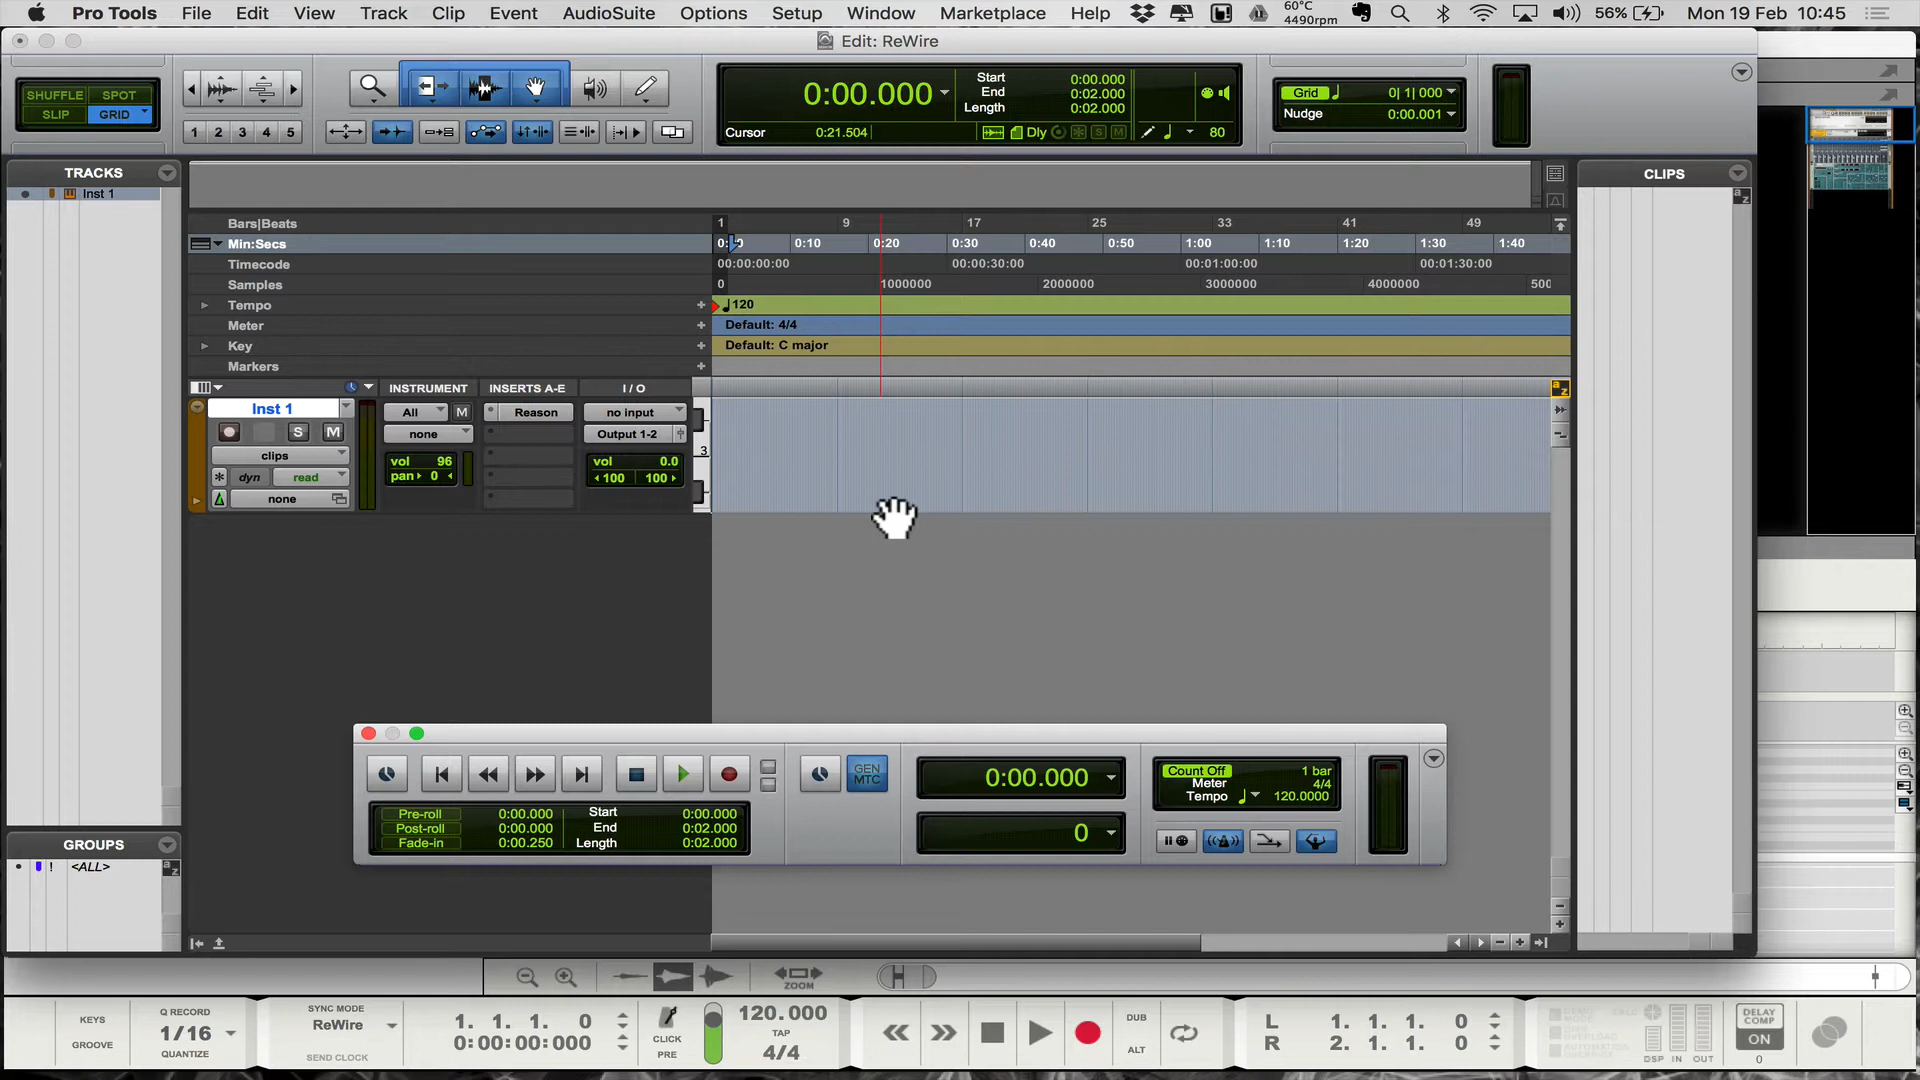 Pro Tools File Edit View Track Clip Event AudioSuite Options Setup Window Marketplace Help 60°C 4490rpm 56% Mon 19 Feb 10:45
Edit: ReWire
SHUFFLE SPOT
SLIP GRID
1 2 3 4 5
0:00.000
Start 0:00.000
End 0:02.000
Length 0:02.000
Cursor 0:21.504
Dly S M 80
Grid 0| 1| 000
Nudge 0:00.001
TRACKS
Inst 1
CLIPS
Bars|Beats 1 9 17 25 33 41 49
Min:Secs 0:10 0:20 0:30 0:40 0:50 1:00 1:10 1:20 1:30 1:40
Timecode 00:00:00:00 00:00:30:00 00:01:00:00 00:01:30:00
Samples 0 1000000 2000000 3000000 4000000 500
Tempo 120
Meter Default: 4/4
Key Default: C major
Markers
INSTRUMENT INSERTS A-E I / O
Inst 1 All M Reason no input
S M none Output 1-2
clips vol 96 vol 0.0
dyn read pan 0 100 100
none
3
GROUPS
! <ALL>
GEN MTC
0:00.000
Count Off 1 bar
Meter 4/4
Tempo 120.0000
Pre-roll 0:00.000 Start 0:00.000
Post-roll 0:00.000 End 0:02.000
Fade-in 0:00.250 Length 0:02.000
0
ZOOM
KEYS
GROOVE
Q RECORD
1/16
QUANTIZE
SYNC MODE
ReWire
SEND CLOCK
1. 1. 1. 0
0:00:00:000
CLICK
PRE
120.000
TAP
4/4
DUB
ALT
L 1. 1. 1. 0
R 2. 1. 1. 0
DSP IN OUT
DELAY COMP
ON
0